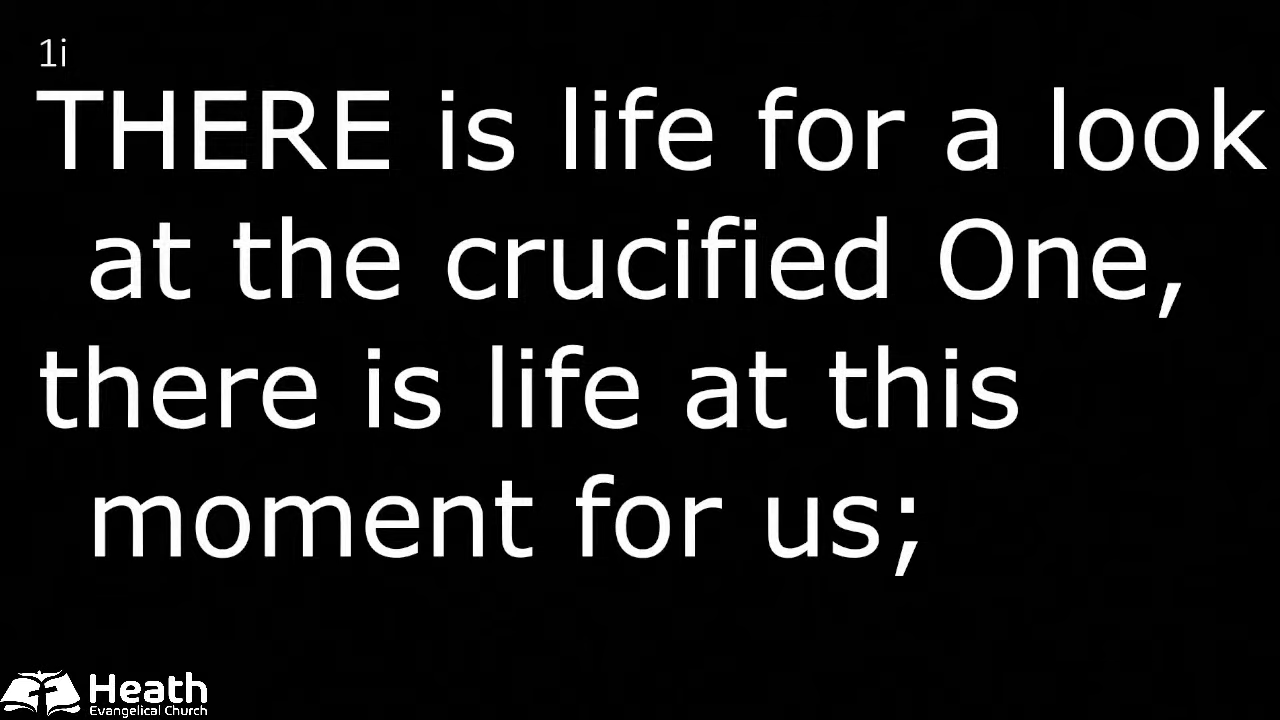 1i
THERE is life for a look
at the crucified One,
there is life at this
moment for us;
Heath
Evangelical Church